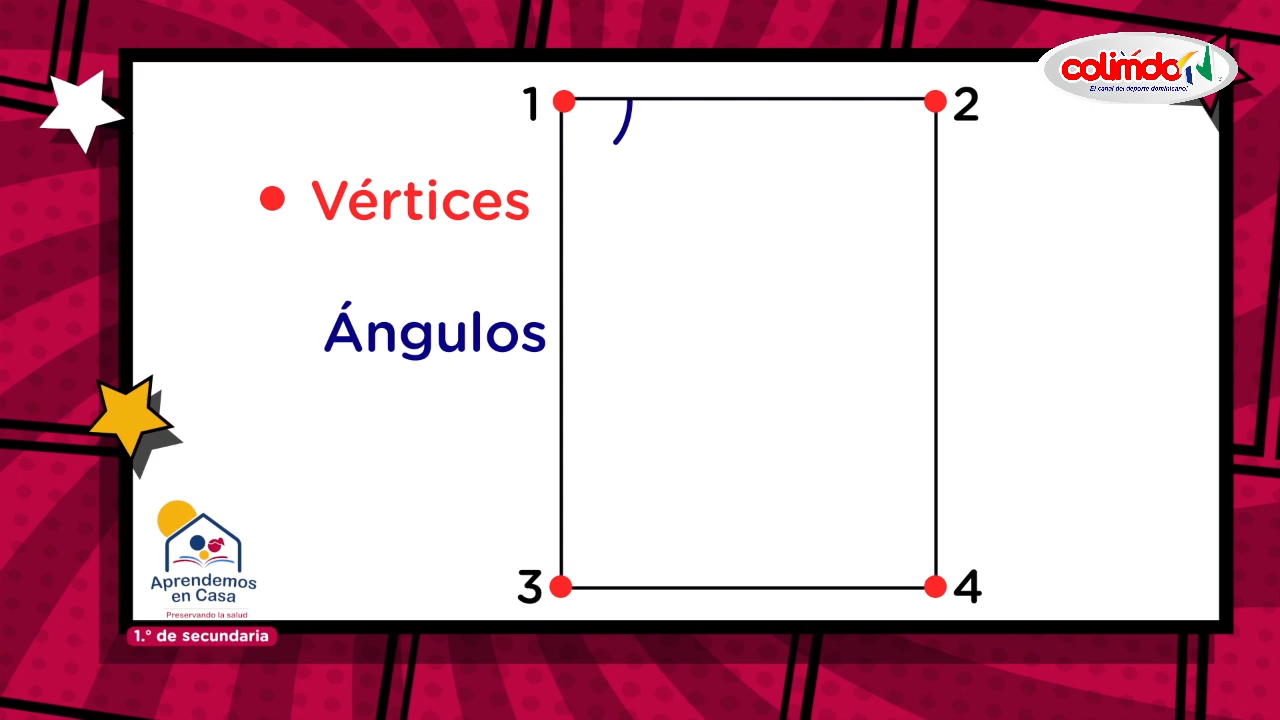 colimdo
El canal del deporte dominicano!
1
2
Vértices
Ángulos
3
4
Aprendemos
en Casa
Preservando la salud
1.° de secundaria